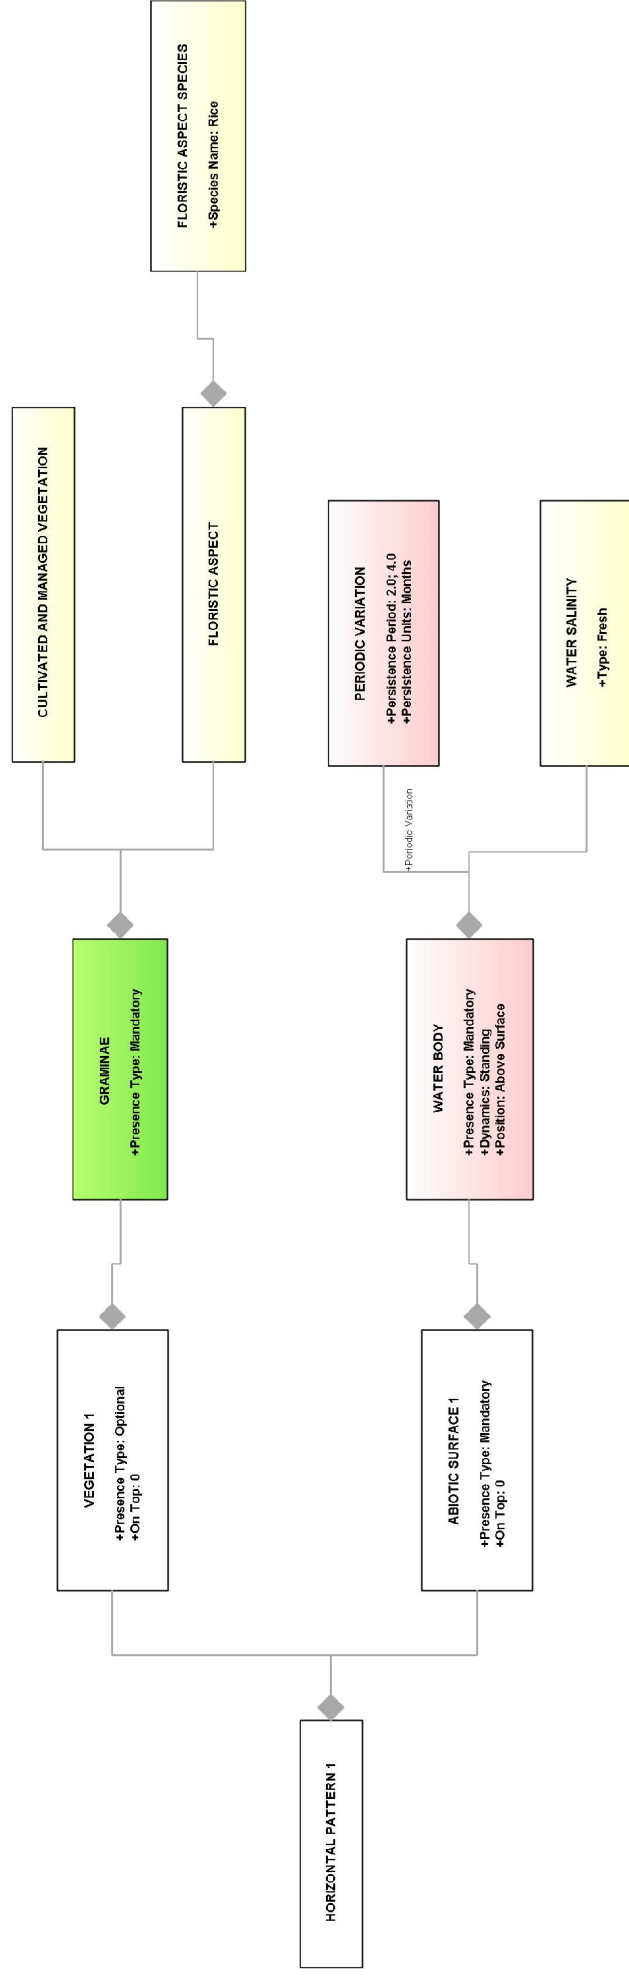 HORIZONTAL PATTERN 1
VEGETATION 1
+Presence Type: Optional
+On Top: 0
ABIOTIC SURFACE 1
+Presence Type: Mandatory
+On Top: 0
GRAMINAE
+Presence Type: Mandatory
WATER BODY
+Presence Type: Mandatory
+Dynamics: Standing
+Position: Above Surface
CULTIVATED AND MANAGED VEGETATION
FLORISTIC ASPECT
+Periodic Variation
PERIODIC VARIATION
+Persistence Period: 2.0; 4.0
+Persistence Units: Months
WATER SALINITY
+Type: Fresh
FLORISTIC ASPECT SPECIES
+Species Name: Rice